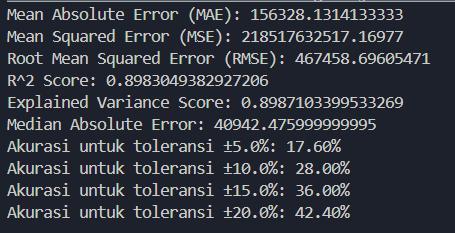 Mean Absolute Error (MAE): 156328.1314133333
Mean Squared Error (MSE): 218517632517.16977
Root Mean Squared Error (RMSE): 467458.69605471
R^2 Score: 0.8983049382927206
Explained Variance Score: 0.8987103399533269
Median Absolute Error: 40942.475999999995
Akurasi untuk toleransi ±5.0%: 17.60%
Akurasi untuk toleransi ±10.0%: 28.00%
Akurasi untuk toleransi ±15.0%: 36.00%
Akurasi untuk toleransi ±20.0%: 42.40%